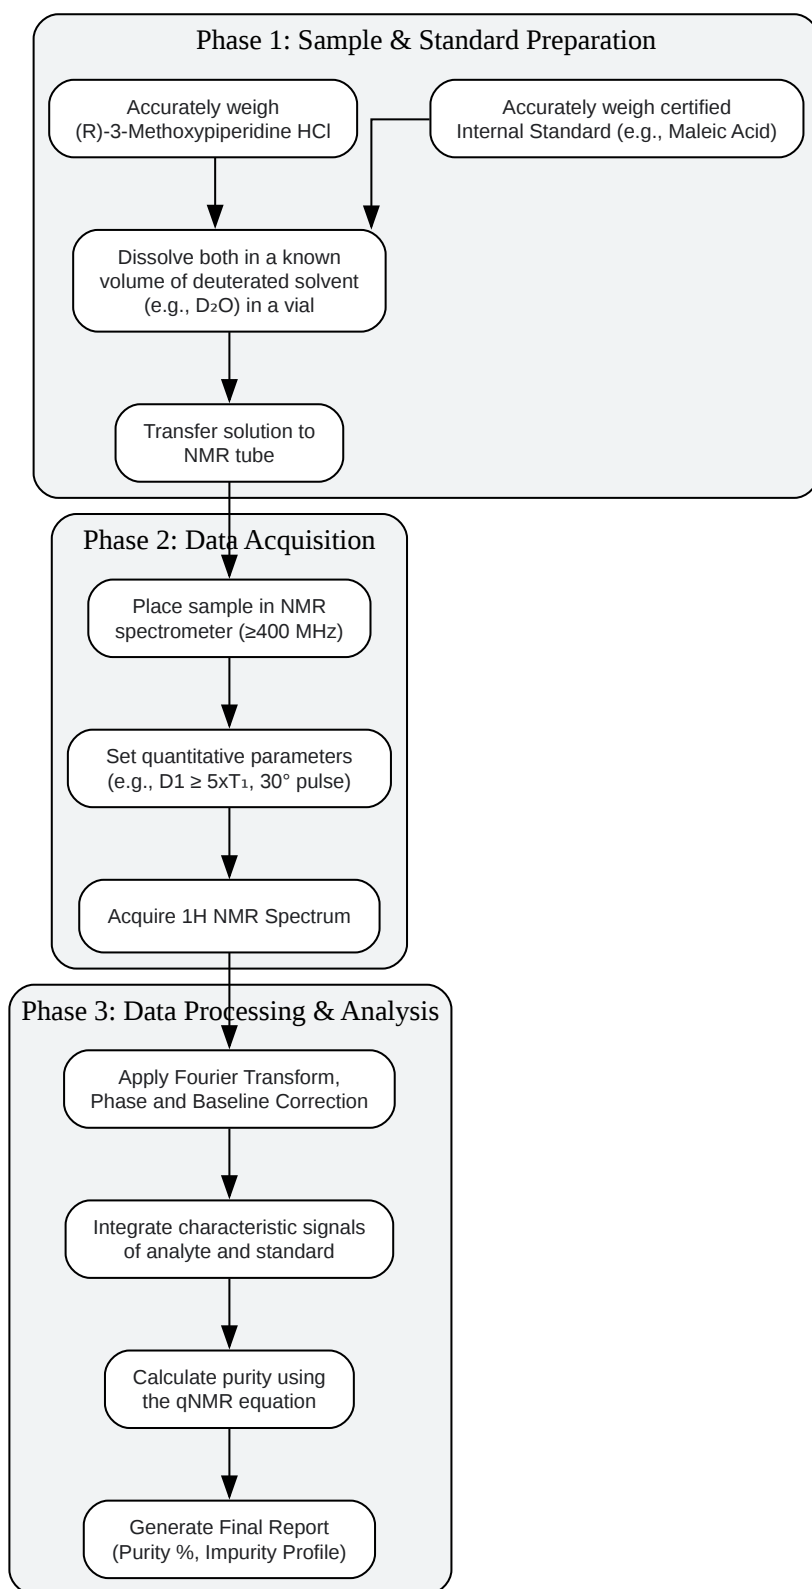 Phase 1: Sample & Standard Preparation
Accurately weigh
(R)-3-Methoxypiperidine HCl
Accurately weigh certified
Internal Standard (e.g., Maleic Acid)
Dissolve both in a known
volume of deuterated solvent
(e.g., D₂O) in a vial
Transfer solution to
NMR tube
Phase 2: Data Acquisition
Place sample in NMR
spectrometer (≥400 MHz)
Set quantitative parameters
(e.g., D1 ≥ 5xT₁, 30° pulse)
Acquire 1H NMR Spectrum
Phase 3: Data Processing & Analysis
Apply Fourier Transform,
Phase and Baseline Correction
Integrate characteristic signals
of analyte and standard
Calculate purity using
the qNMR equation
Generate Final Report
(Purity %, Impurity Profile)